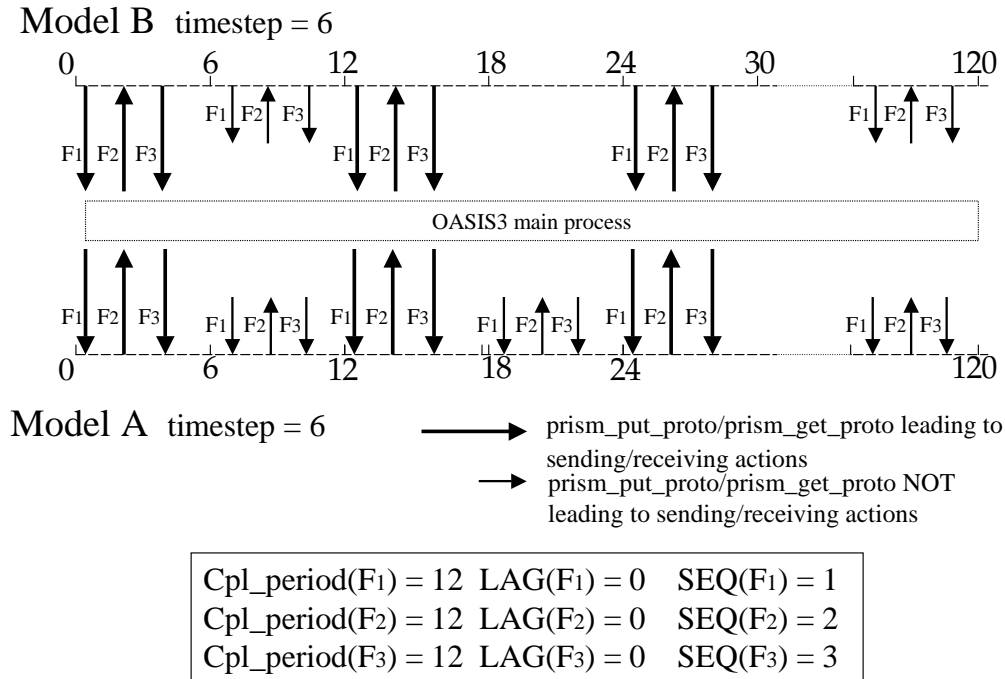 Model B timestep = 6
0 6 12 18 24 30 120
F1 F2 F3 F1 F2 F3 F1 F2 F3 F1 F2 F3 F1 F2 F3
OASIS3 main process
F1 F2 F3 F1 F2 F3 F1 F2 F3 F1 F2 F3 F1 F2 F3 F1 F2 F3
0 6 12 18 24 120
Model A timestep = 6
prism_put_proto/prism_get_proto leading to
sending/receiving actions
prism_put_proto/prism_get_proto NOT
leading to sending/receiving actions
Cpl_period(F1) = 12 LAG(F1) = 0 SEQ(F1) = 1
Cpl_period(F2) = 12 LAG(F2) = 0 SEQ(F2) = 2
Cpl_period(F3) = 12 LAG(F3) = 0 SEQ(F3) = 3